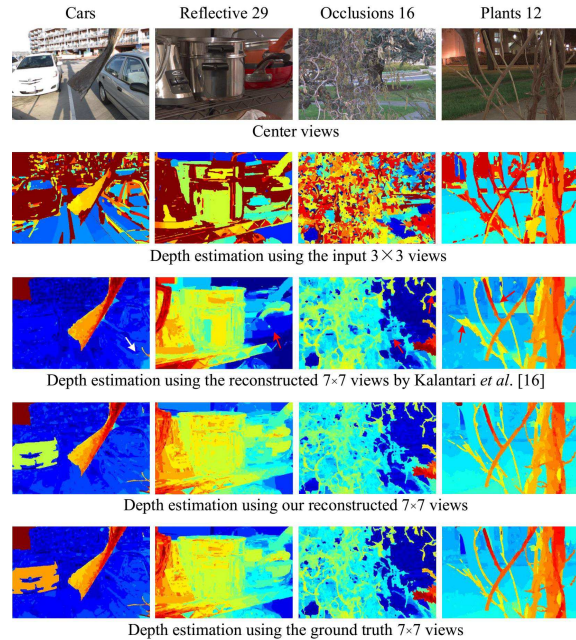 Cars Reflective 29 Occlusions 16 Plants 12
Center views
Depth estimation using the input 3×3 views
Depth estimation using the reconstructed 7×7 views by Kalantari et al. [16]
Depth estimation using our reconstructed 7×7 views
Depth estimation using the ground truth 7×7 views